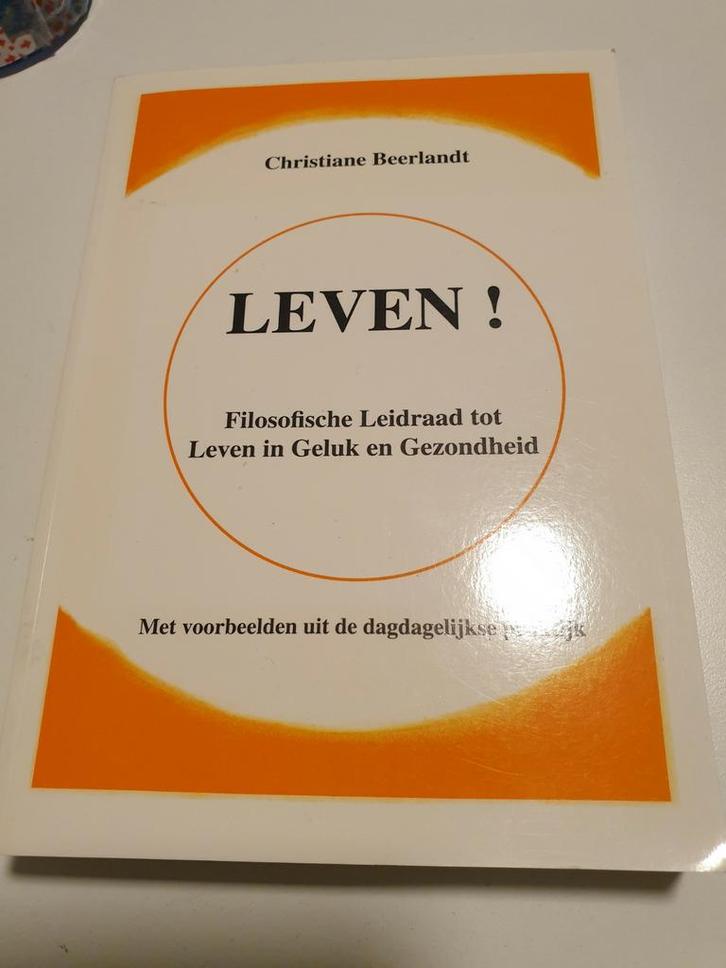 Christiane Beerlandt
LEVEN !
Filosofische Leidraad tot
Leven in Geluk en Gezondheid
Met voorbeelden uit de dagdagelijkse